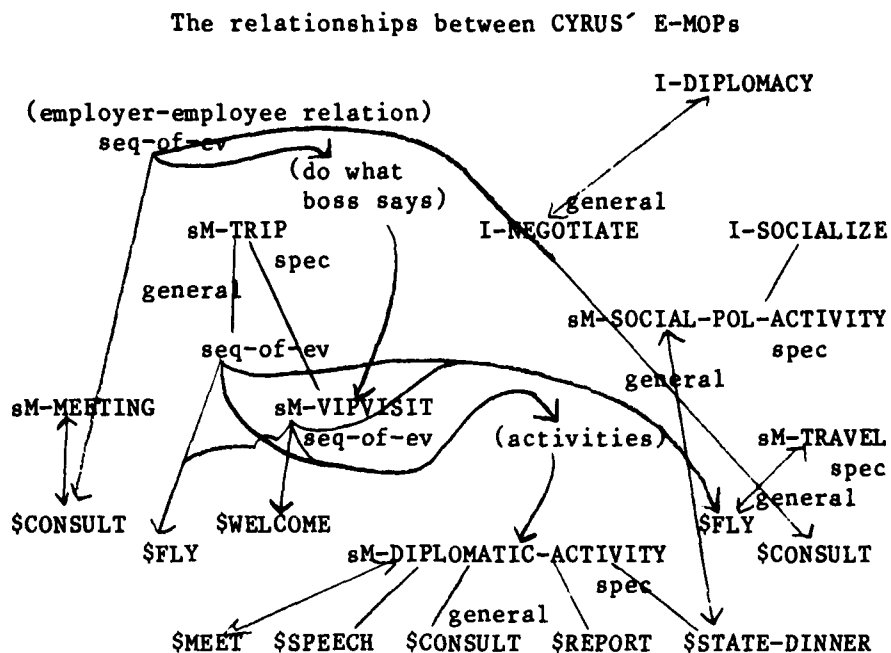 The relationships between CYRUS´ E-MOPs
I-DIPLOMACY
(employer-employee relation)
seq-of-ev
(do what
boss says)
general
sM-TRIP
I-NEGOTIATE
I-SOCIALIZE
spec
general
sM-SOCIAL-POL-ACTIVITY
seq-of-ev
spec
general
sM-MEETING
sM-VIPVISIT
seq-of-ev
(activities)
sM-TRAVEL
spec
general
$CONSULT
$WELCOME
$FLY
$FLY
sM-DIPLOMATIC-ACTIVITY
$CONSULT
spec
general
$MEET
$SPEECH
$CONSULT
$REPORT
$STATE-DINNER